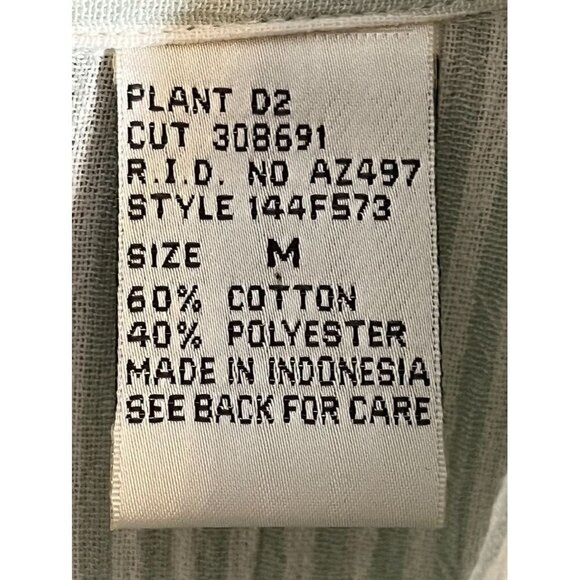 PLANT D2
CUT 308691
R.I.D. NO AZ497
STYLE 144F573
SIZE M
60% COTTON
40% POLYESTER
MADE IN INDONESIA
SEE BACK FOR CARE